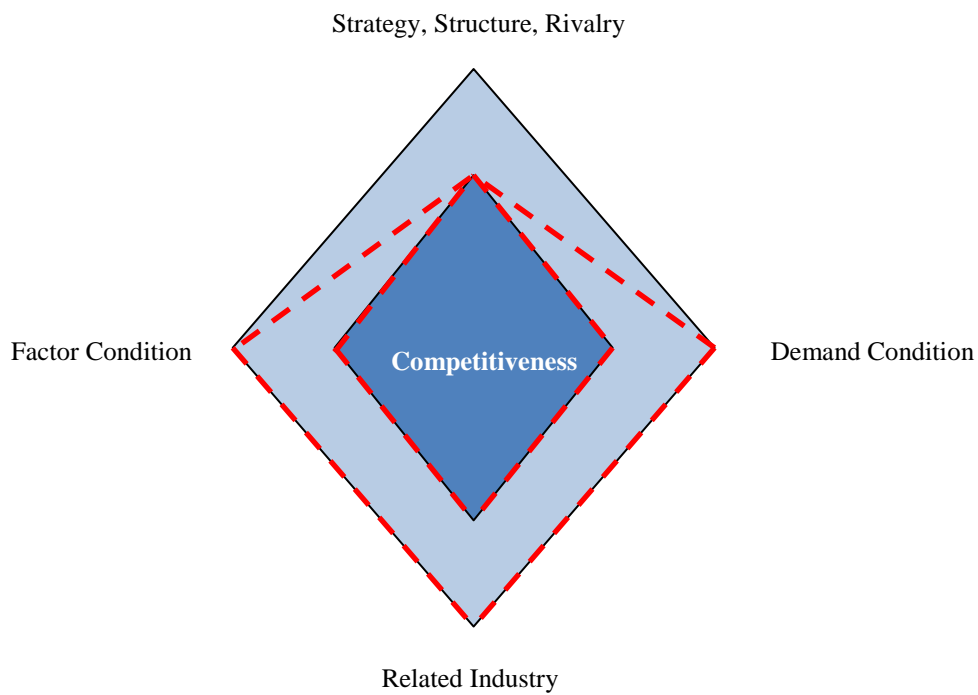 Strategy, Structure, Rivalry
Factor Condition
Competitiveness
Demand Condition
Related Industry